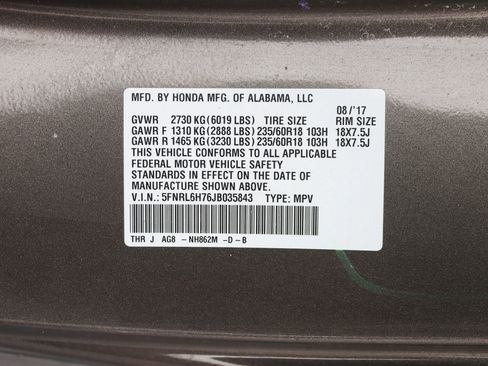 MFD. BY HONDA MFG. OF ALABAMA, LLC
08/'17
GVWR 2730 KG (6019 LBS) TIRE SIZE RIM SIZE
GAWR F 1310 KG (2888 LBS) 235/60R18 103H 18X7.5J
GAWR R 1465 KG (3230 LBS) 235/60R18 103H 18X7.5J
THIS VEHICLE CONFORMS TO ALL APPLICABLE
FEDERAL MOTOR VEHICLE SAFETY
STANDARDS IN EFFECT ON THE DATE OF
MANUFACTURE SHOWN ABOVE.
V.I.N.: 5FNRL6H76JB035843 TYPE: MPV
THR J AG8 -NH862M -D-B